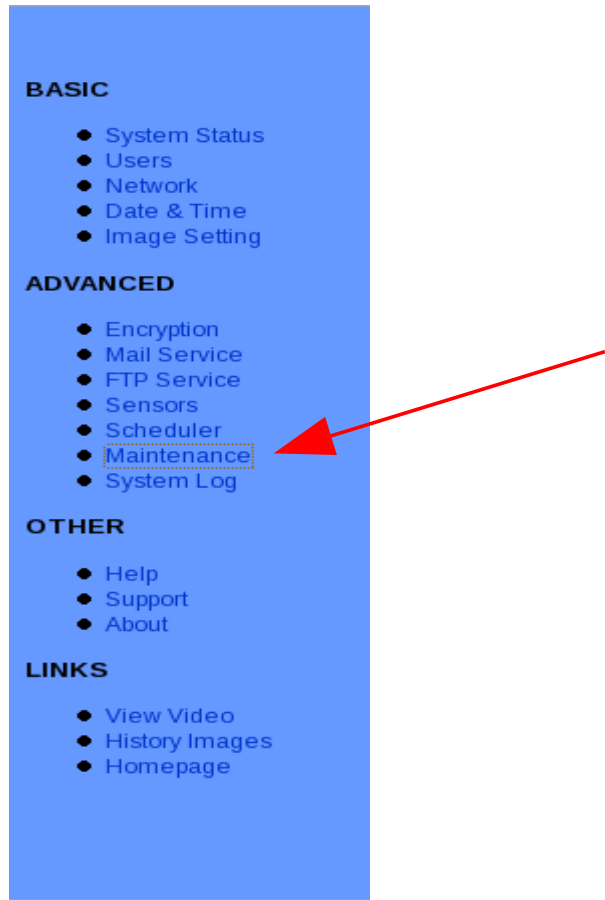 BASIC
System Status
Users
Network
Date & Time
Image Setting
ADVANCED
Encryption
Mail Service
FTP Service
Sensors
Scheduler
Maintenance
System Log
OTHER
Help
Support
About
LINKS
View Video
History Images
Homepage